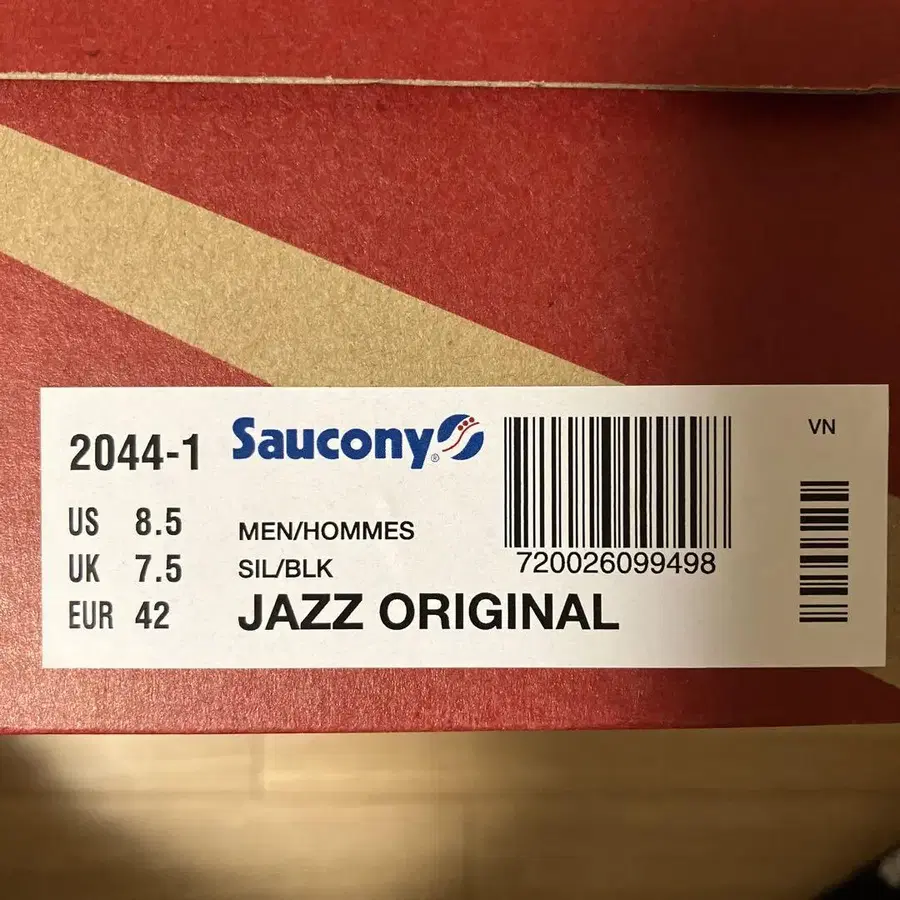 2044-1
US 8.5
UK 7.5
EUR 42
Saucony®
MEN/HOMMES
SIL/BLK
JAZZ ORIGINAL
720026099498
VN